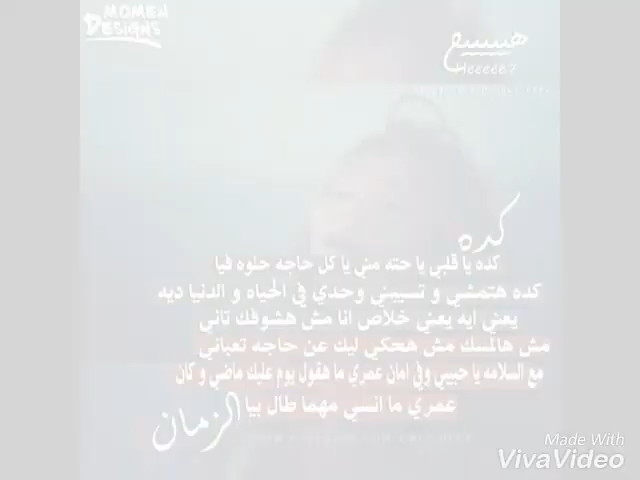 MOMEN
DESIGNS
هسسسع
Heeeee7
كده
كده يا قلبي يا حته مني يا كل حاجه حلوه فيا
كده هتمشي و تسيبني وحدي في الحياه و الدنيا ديه
يعني ايه يعني خلاص انا مش هشوفك تاني
مش هالمسك مش هحكي ليك عن حاجه تعباني
مع السلامه يا حبيبي وفي امان عمري ما هقول يوم عليك ماضي و كان
عمري ما انسي مهما طال بيا الزمان
Made With
VivaVideo